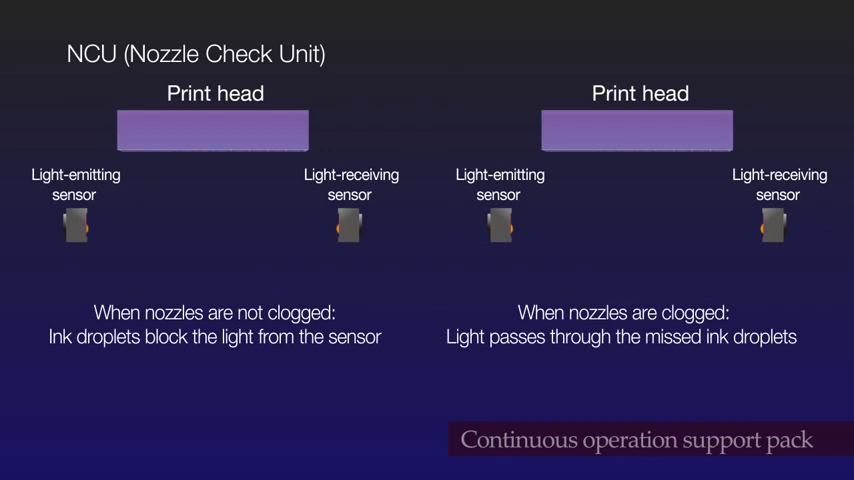 NCU (Nozzle Check Unit)
Print head
Light-emitting
sensor
Light-receiving
sensor
When nozzles are not clogged:
Ink droplets block the light from the sensor
Print head
Light-emitting
sensor
Light-receiving
sensor
When nozzles are clogged:
Light passes through the missed ink droplets
Continuous operation support pack